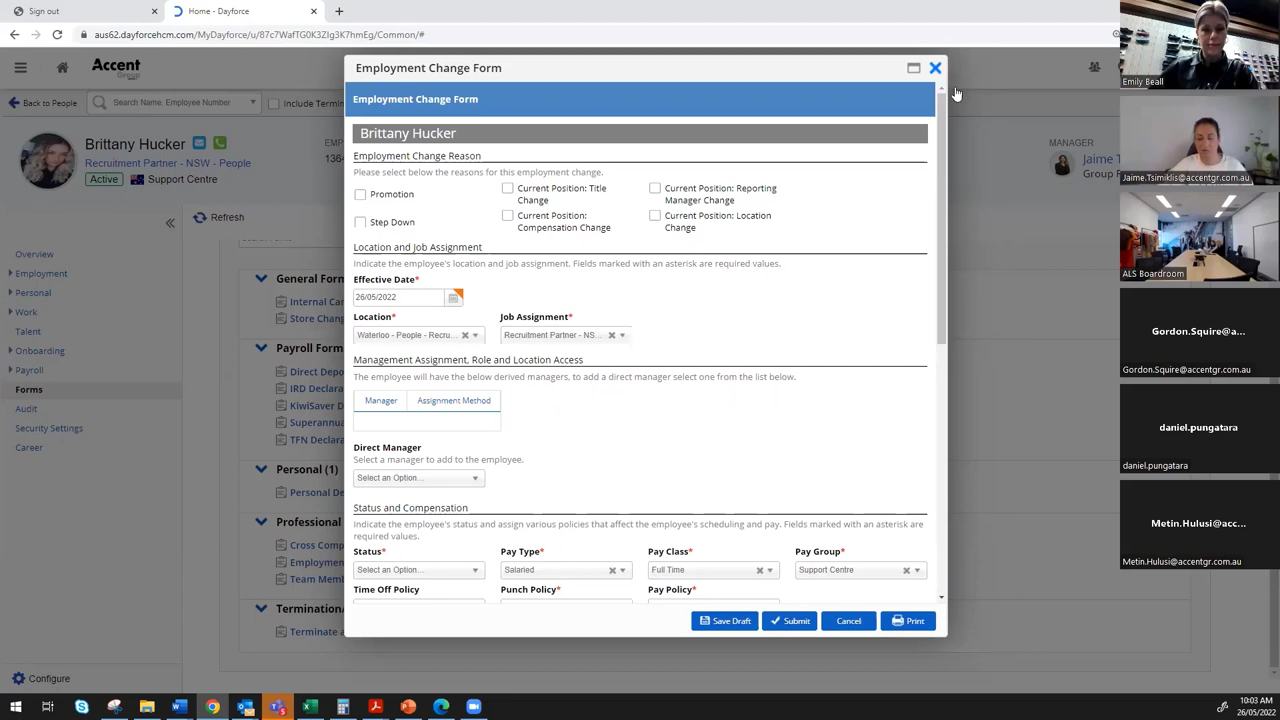 Sign out
Home - Dayforce
aus62.dayforcehcm.com/MyDayforce/u/87c7WafTG0K3ZIg3K7hmEg/Common/#
Accent
Group
Back to People
Search Name, Employee Number
Include Termin
Brittany Hucker
Recruitment Partner - NSW - People
Active
Support Centre
EMP
1364
MANAGER
Jaime T
Group R
Refresh
Overview
Employment
Personal
Work
Talent
Onboarding
Payroll
Forms
Audit
Security Settings
Career
Configure
General Form
Internal Car
Store Chang
Payroll Form
Direct Depo
IRD Declara
KiwiSaver D
Superannua
TFN Declara
Personal (1)
Personal De
Professional
Cross Comp
Employmen
Team Memb
Termination/
Terminate a
Employment Change Form
Employment Change Form
Brittany Hucker
Employment Change Reason
Please select below the reasons for this employment change.
Promotion
Current Position: Title Change
Current Position: Reporting Manager Change
Step Down
Current Position: Compensation Change
Current Position: Location Change
Location and Job Assignment
Indicate the employee's location and job assignment. Fields marked with an asterisk are required values.
Effective Date*
26/05/2022
Location* Job Assignment*
Waterloo - People - Recru... Recruitment Partner - NS...
Management Assignment, Role and Location Access
The employee will have the below derived managers, to add a direct manager select one from the list below.
Manager Assignment Method
Direct Manager
Select a manager to add to the employee.
Select an Option...
Status and Compensation
Indicate the employee's status and assign various policies that affect the employee's scheduling and pay. Fields marked with an asterisk are
required values.
Status* Pay Type* Pay Class* Pay Group*
Select an Option... Salaried Full Time Support Centre
Time Off Policy Punch Policy* Pay Policy*
Save Draft Submit Cancel Print
Emily Beall
Jaime.Tsimiklis@accentgr.com.au
ALS Boardroom
Gordon.Squire@a...
Gordon.Squire@accentgr.com.au
daniel.pungatara
daniel.pungatara
Metin.Hulusi@acc...
Metin.Hulusi@accentgr.com.au
10:03 AM
26/05/2022